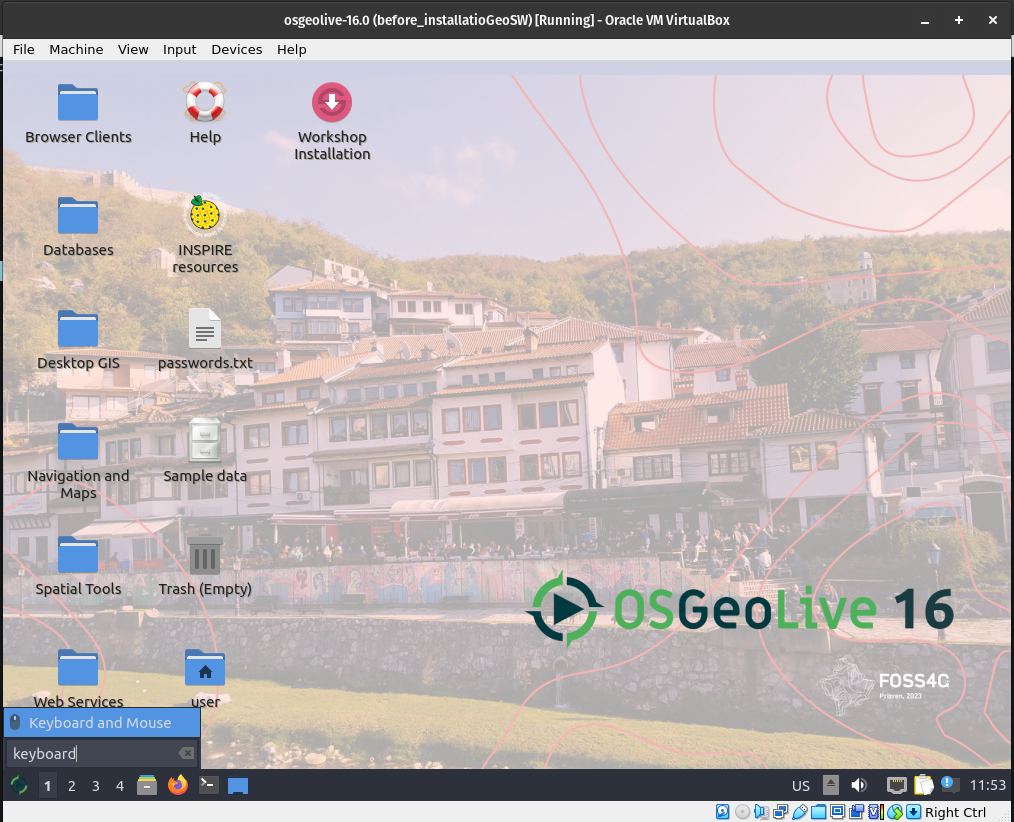 osgeolive-16.0 (before_installatioGeoSW) [Running] - Oracle VM VirtualBox
File Machine View Input Devices Help
Browser Clients
Help
Workshop
Installation
Databases
INSPIRE
resources
Desktop GIS
passwords.txt
Navigation and
Maps
Sample data
Spatial Tools
Trash (Empty)
OSGeoLive 16
Web Services
user
FOSS4G
Prizren, 2023
Keyboard and Mouse
keyboard
1 2 3 4
US
11:53
Right Ctrl